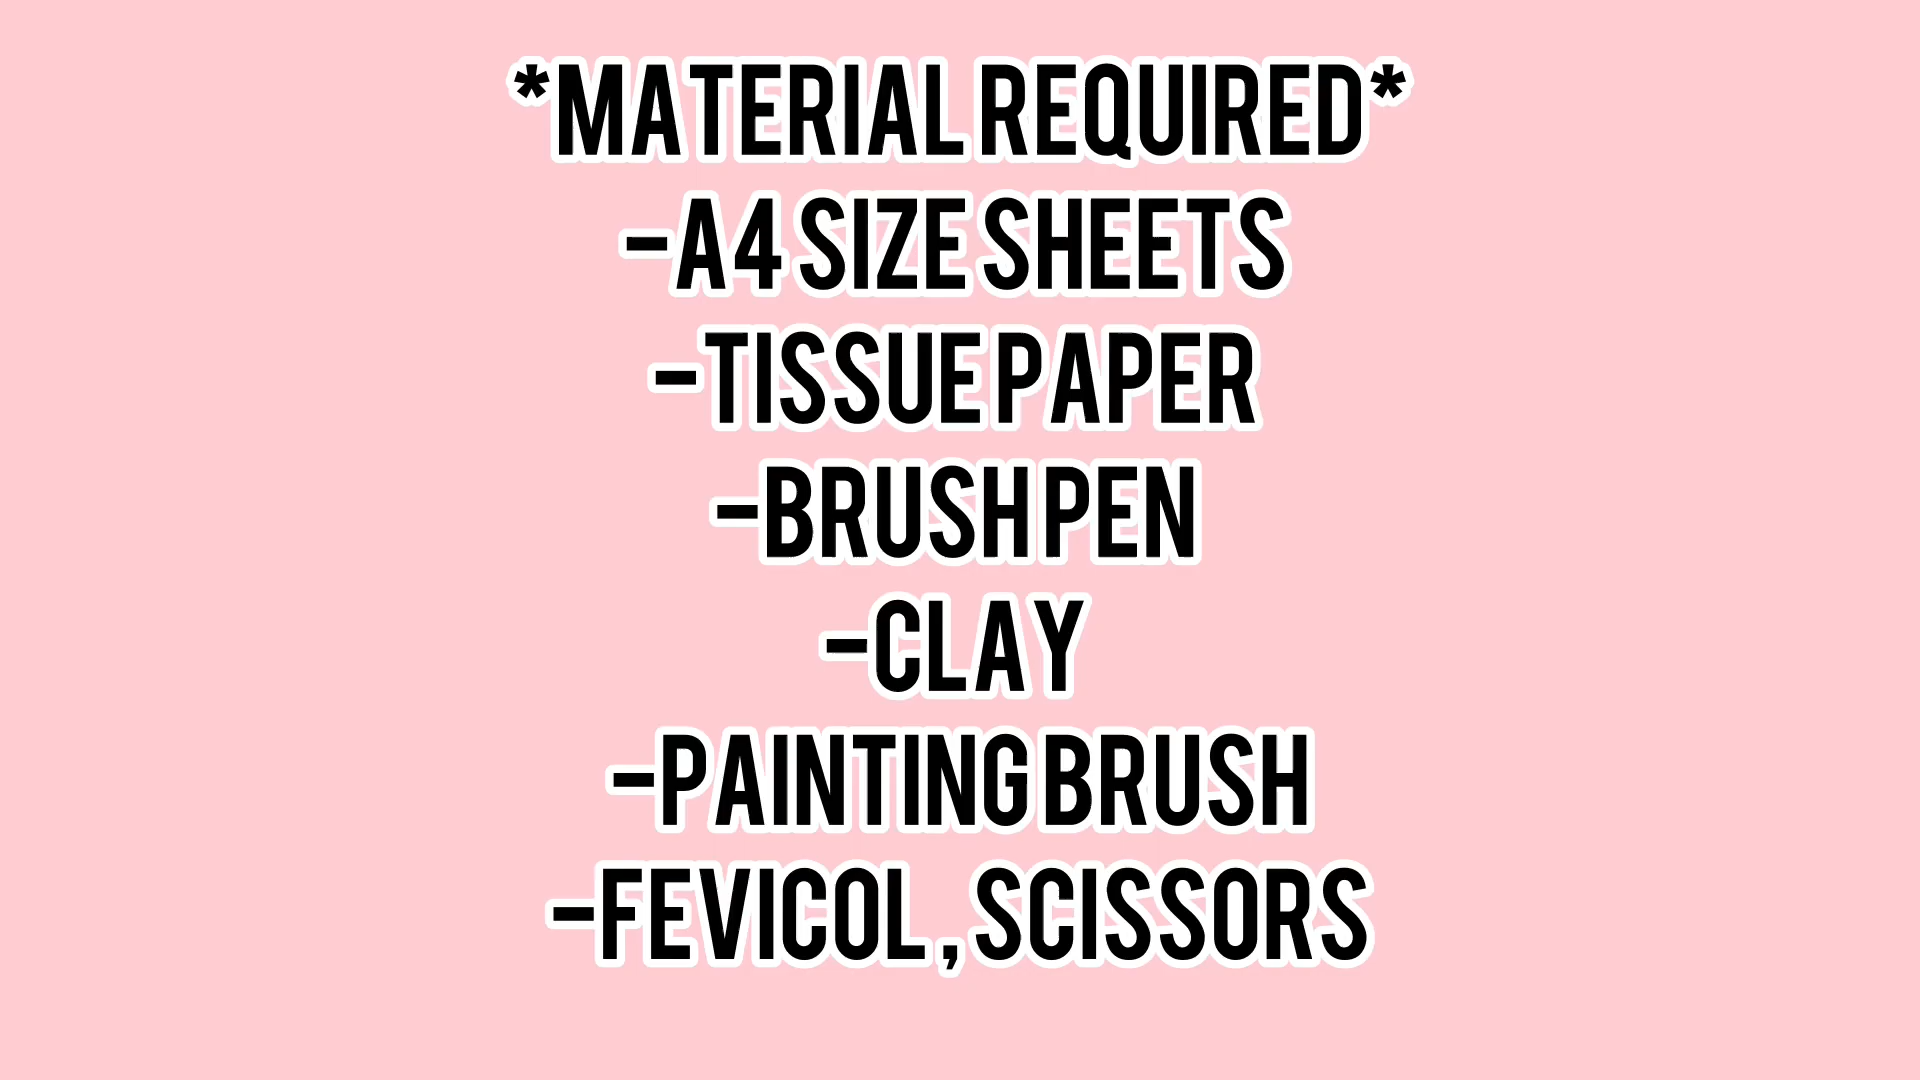 *MATERIAL REQUIRED*
-A4 SIZE SHEETS
-TISSUE PAPER
-BRUSH PEN
-CLAY
-PAINTING BRUSH
-FEVICOL, SCISSORS